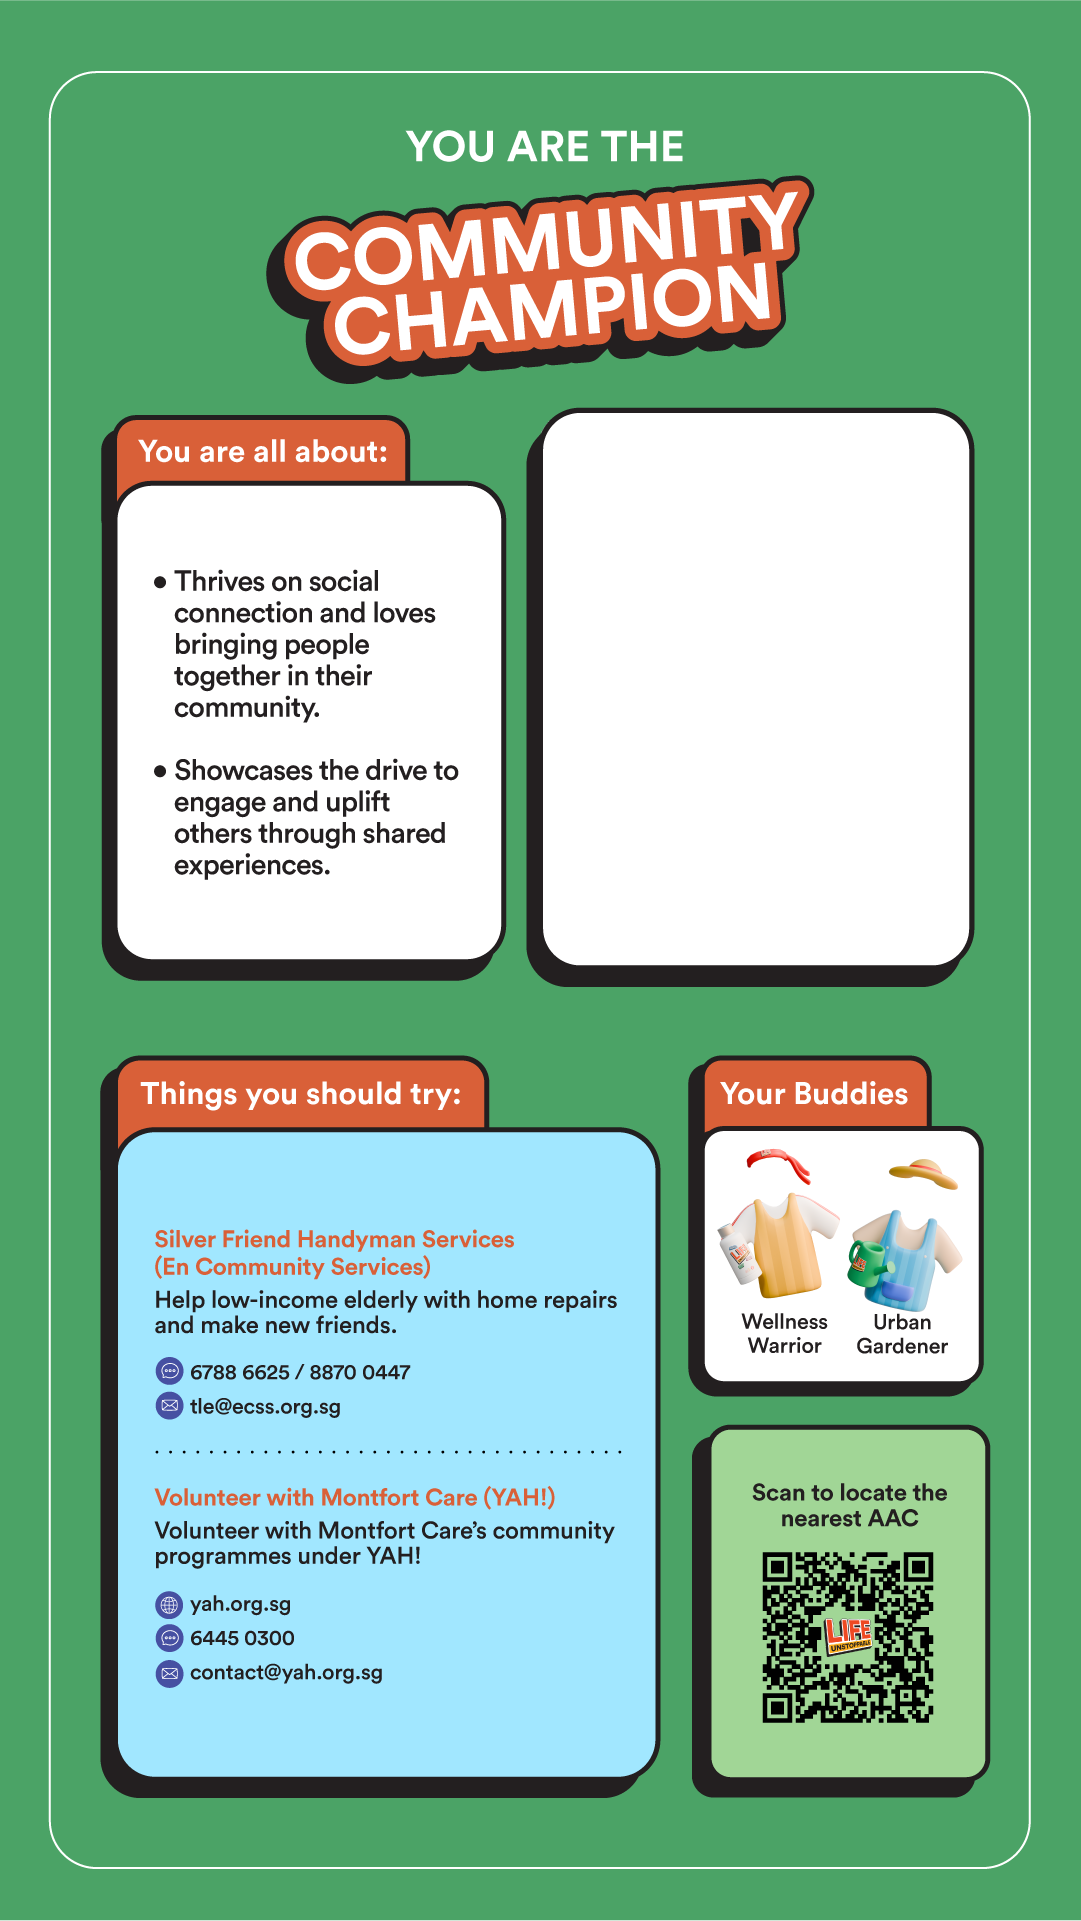 YOU ARE THE
COMMUNITY
CHAMPION
You are all about:
• Thrives on social
connection and loves
bringing people
together in their
community.
• Showcases the drive to
engage and uplift
others through shared
experiences.
Things you should try:
Silver Friend Handyman Services
(En Community Services)
Help low-income elderly with home repairs
and make new friends.
6788 6625 / 8870 0447
tle@ecss.org.sg
Volunteer with Montfort Care (YAH!)
Volunteer with Montfort Care’s community
programmes under YAH!
yah.org.sg
6445 0300
contact@yah.org.sg
Your Buddies
Wellness
Warrior
Urban
Gardener
Scan to locate the
nearest AAC
LIFE
UNSTOPPABLE